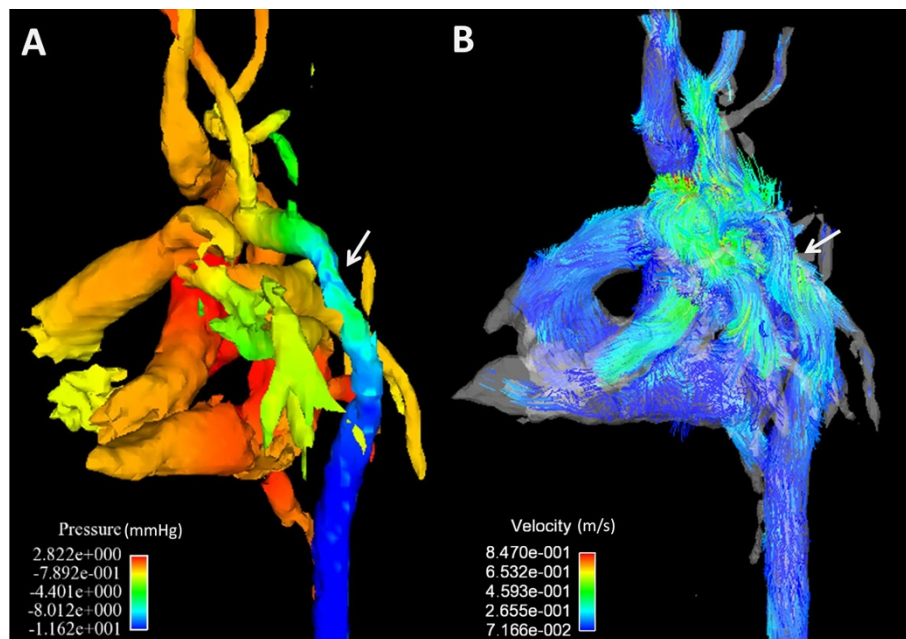 A
B
Pressure (mmHg)
2.822e+000
-7.892e-001
-4.401e+000
-8.012e+000
-1.162e+001
Velocity (m/s)
8.470e-001
6.532e-001
4.593e-001
2.655e-001
7.166e-002